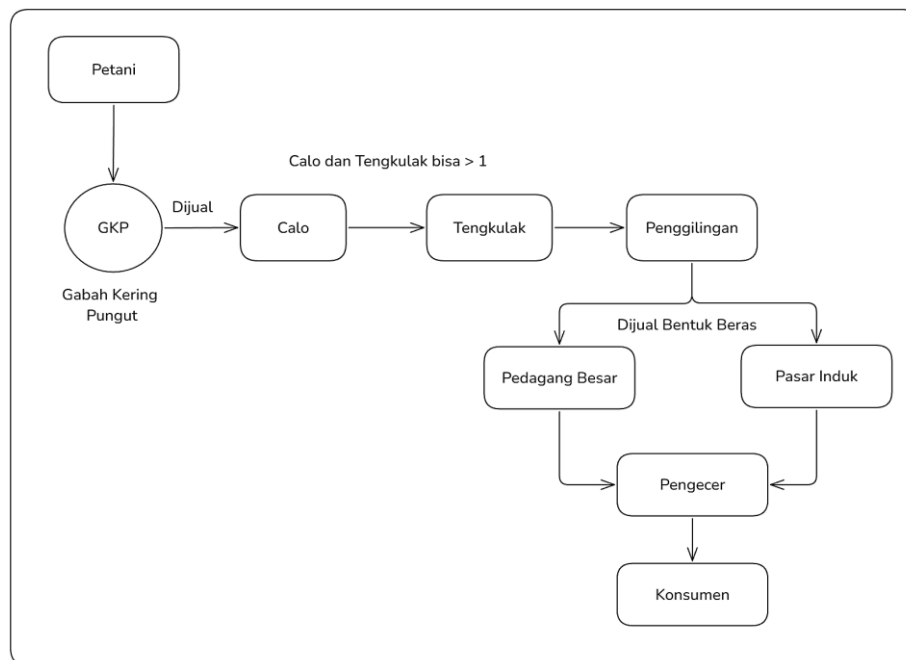 Petani
Calo dan Tengkulak bisa > 1
Dijual
GKP
Calo
Tengkulak
Penggilingan
Gabah Kering
Pungut
Dijual Bentuk Beras
Pedagang Besar
Pasar Induk
Pengecer
Konsumen